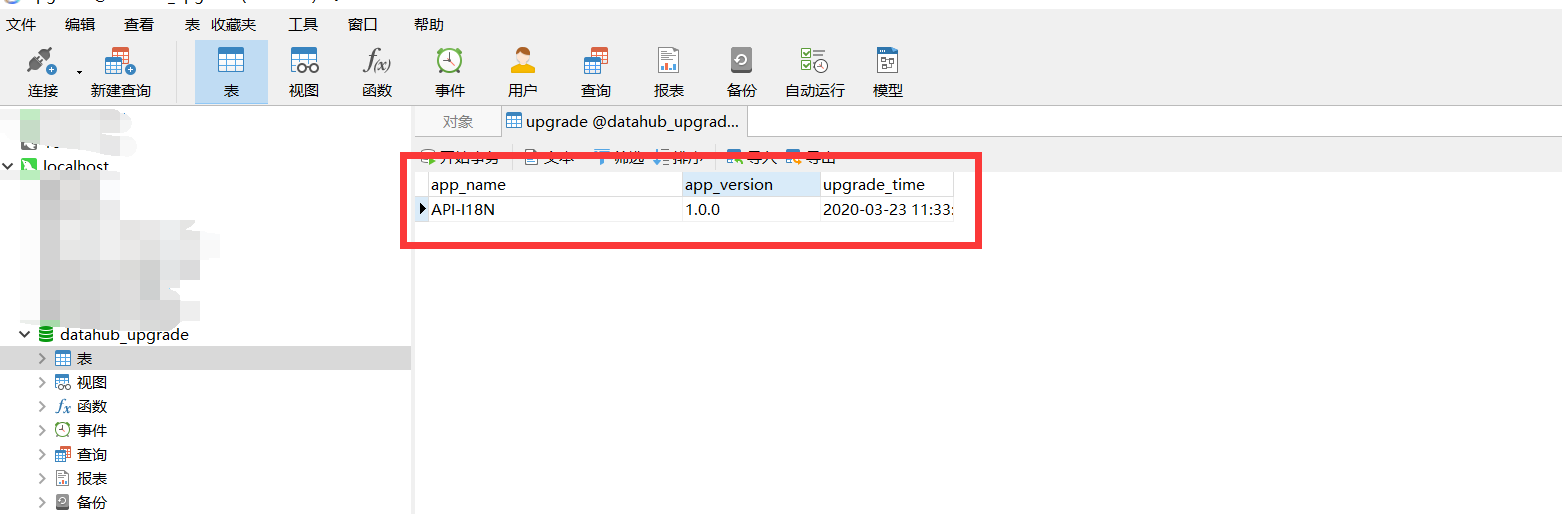 文件 编辑 查看 表 收藏夹 工具 窗口 帮助
连接 新建查询 表 视图 函数 事件 用户 查询 报表 备份 自动运行 模型
对象 upgrade @datahub_upgrad...
localhost
开始事务 文本 筛选 排序 导入 导出
app_name app_version upgrade_time
API-I18N 1.0.0 2020-03-23 11:33:
datahub_upgrade
表
视图
函数
事件
查询
报表
备份